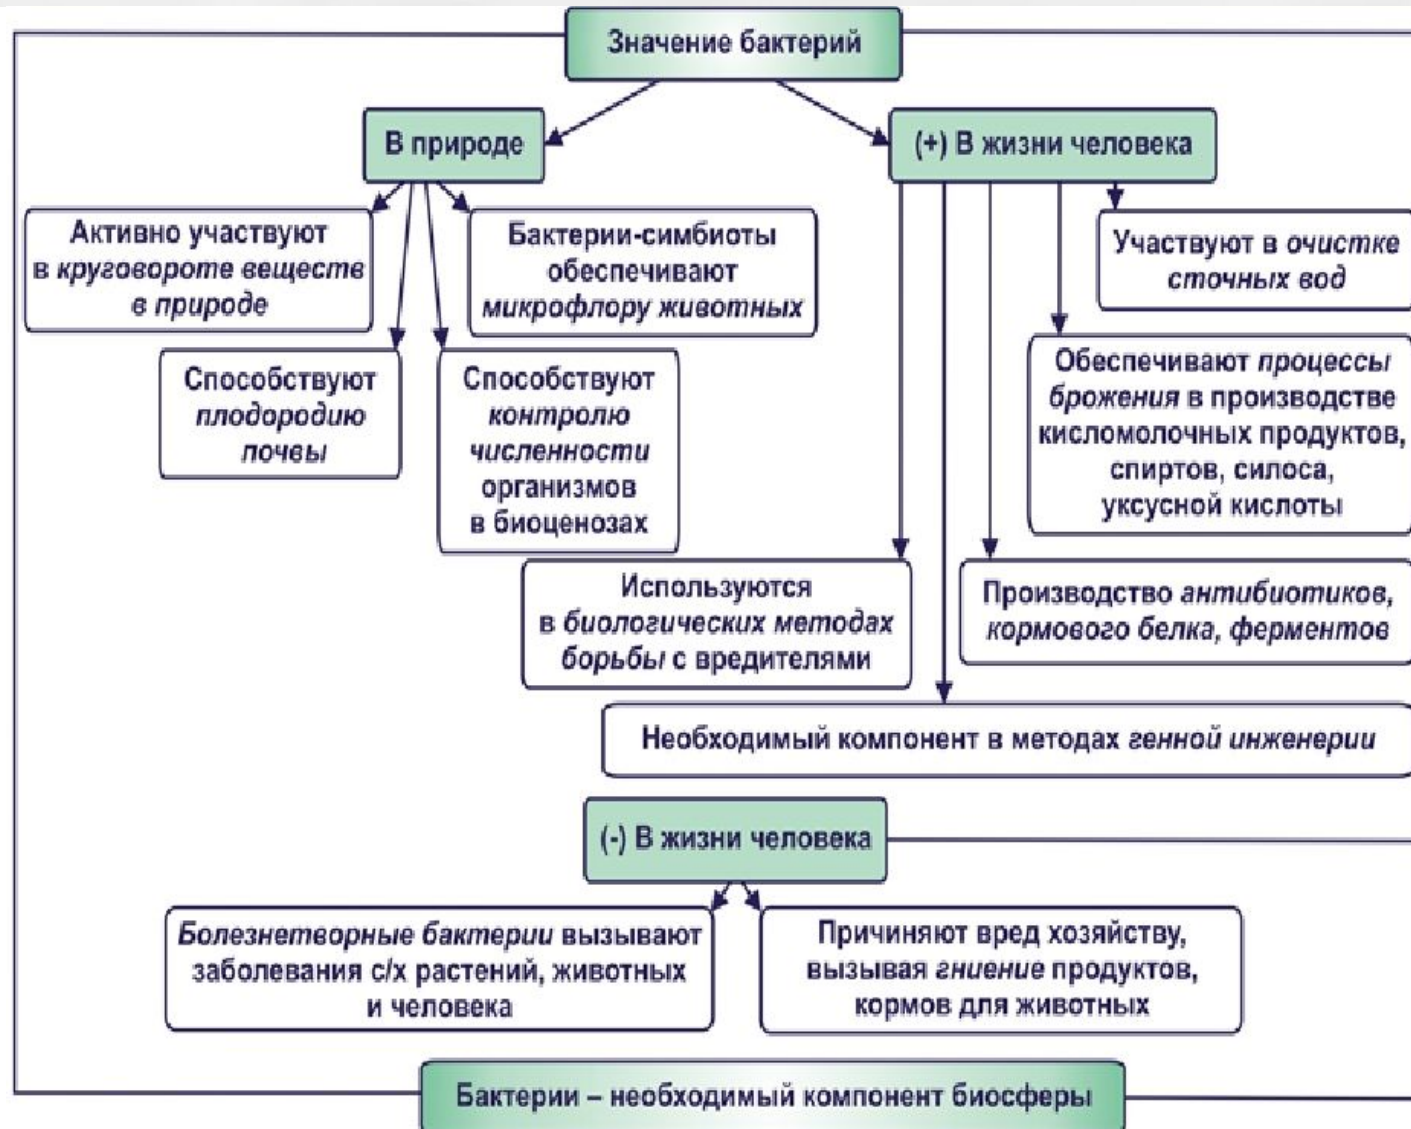 Значение бактерий
В природе
(+) В жизни человека
Активно участвуют
в круговороте веществ
в природе
Бактерии-симбиоты
обеспечивают
микрофлору животных
Участвуют в очистке
сточных вод
Способствуют
плодородию
почвы
Способствуют
контролю
численности
организмов
в биоценозах
Обеспечивают процессы
брожения в производстве
кисломолочных продуктов,
спиртов, силоса,
уксусной кислоты
Используются
в биологических методах
борьбы с вредителями
Производство антибиотиков,
кормового белка, ферментов
Необходимый компонент в методах генной инженерии
(-) В жизни человека
Болезнетворные бактерии вызывают
заболевания с/х растений, животных
и человека
Причиняют вред хозяйству,
вызывая гниение продуктов,
кормов для животных
Бактерии – необходимый компонент биосферы